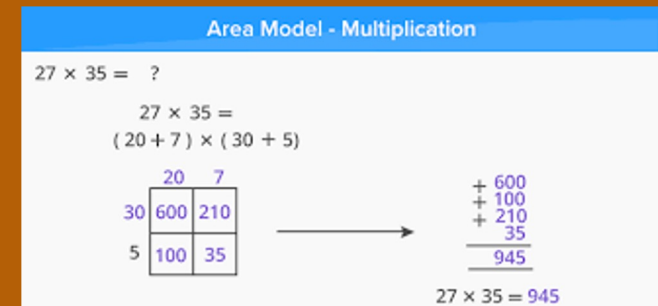 Area Model - Multiplication
27 × 35 = ?
27 × 35 =
( 20 + 7 ) × ( 30 + 5)
20 7
30 600 210
5 100 35
+ 600
+ 100
+ 210
35
945
27 × 35 = 945